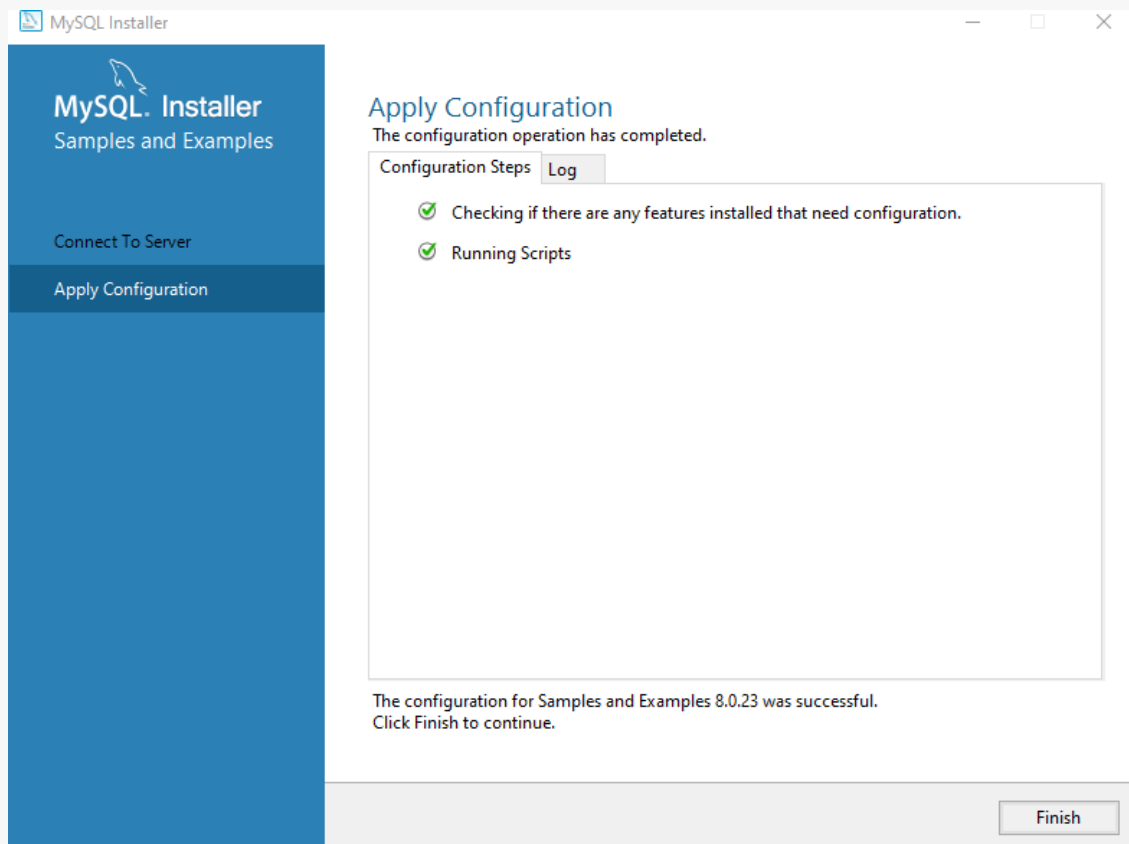 MySQL Installer
MySQL. Installer
Samples and Examples
Connect To Server
Apply Configuration
Apply Configuration
The configuration operation has completed.
Configuration Steps
Log
Checking if there are any features installed that need configuration.
Running Scripts
The configuration for Samples and Examples 8.0.23 was successful.
Click Finish to continue.
Finish